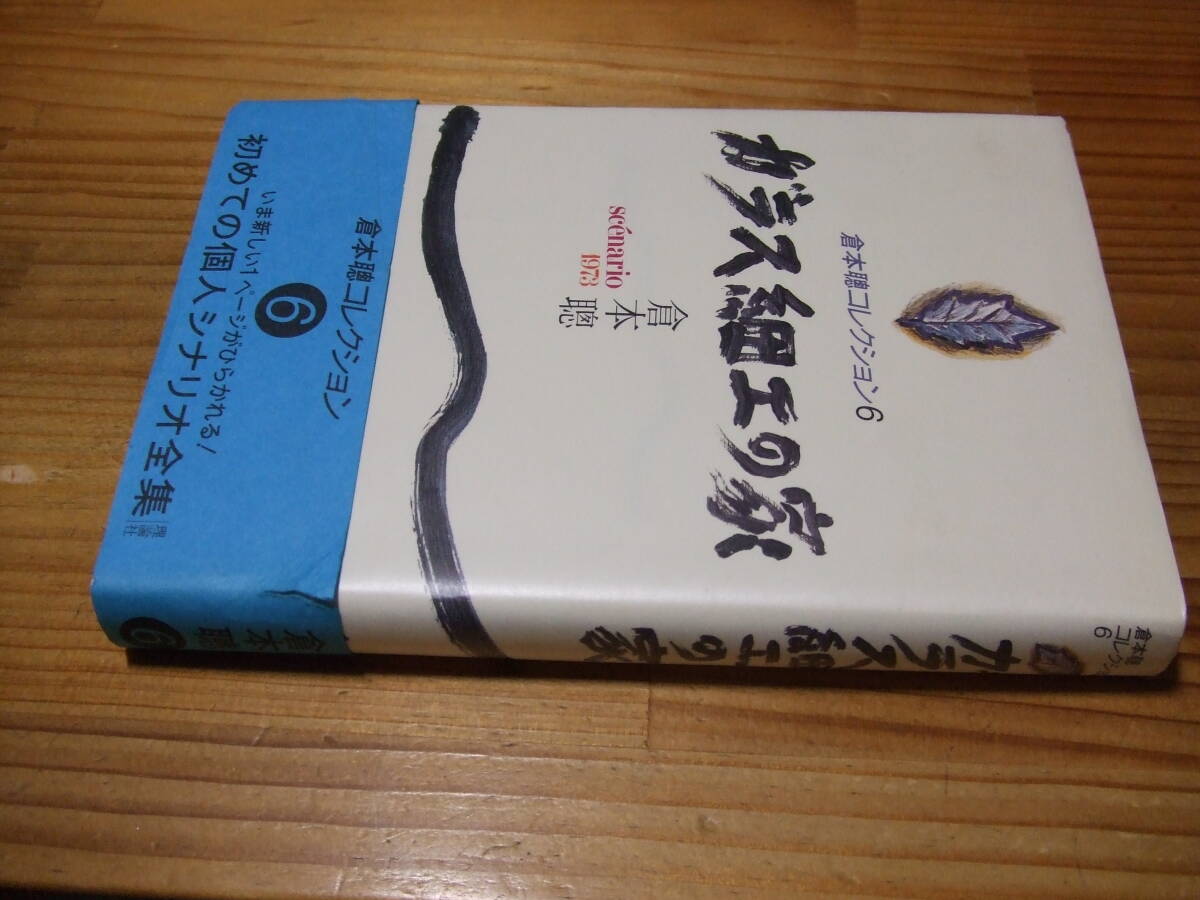 倉本聰コレクション6
ガラス細工の家
scénario
1973
倉本聰
倉本聰コレクション
6
いま新しい1ページがひらかれる!
初めての個人シナリオ全集
理論社
倉本聰
コレクション
6
ガラス細工の家
倉本聰
6